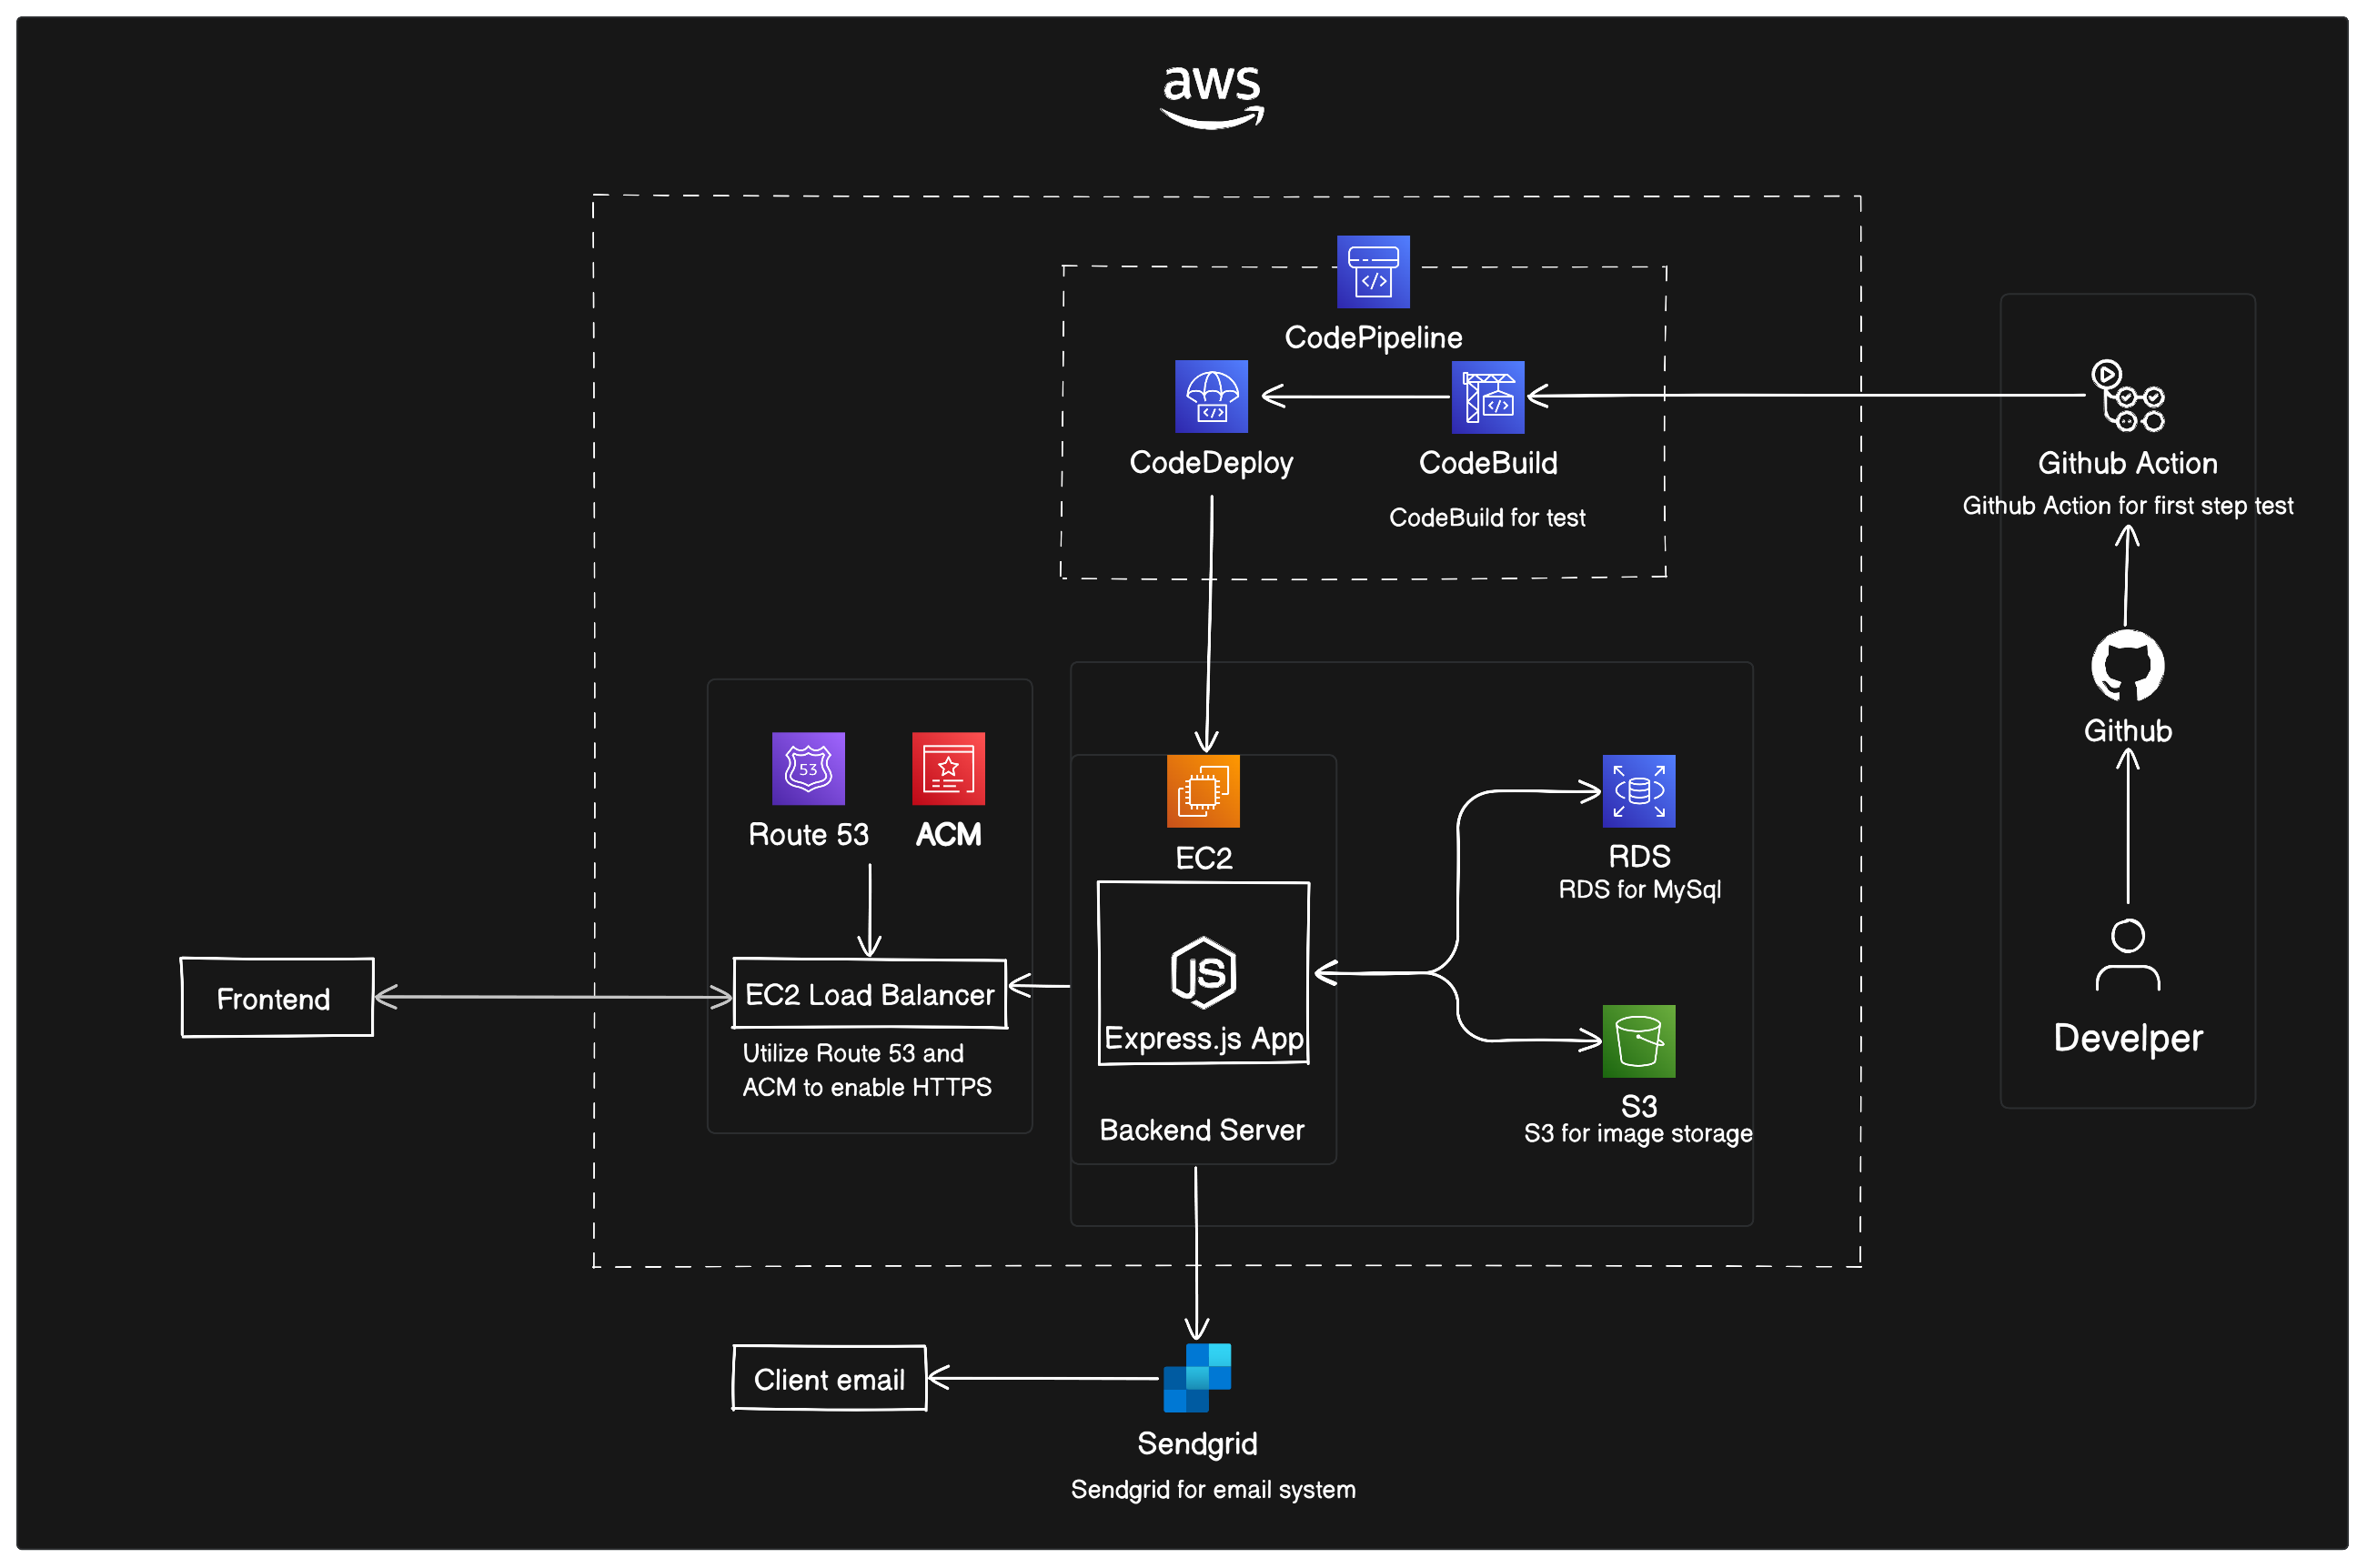 aws
CodePipeline
CodeDeploy
CodeBuild
CodeBuild for test
Github Action
Github Action for first step test
Github
Develper
53
Route 53
ACM
EC2 Load Balancer
Utilize Route 53 and
ACM to enable HTTPS
Frontend
EC2
JS
Express.js App
Backend Server
RDS
RDS for MySql
S3
S3 for image storage
Client email
Sendgrid
Sendgrid for email system